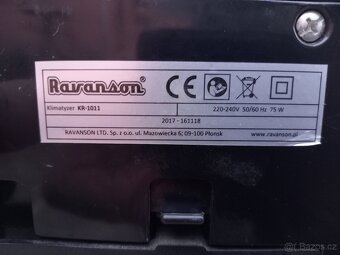 Ravanson®
CE
Klimatyzer KR-1011 220-240V 50/60 Hz 75 W
2017 - 161118
RAVANSON LTD. Sp. z o.o. ul. Mazowiecka 6; 09-100 Płońsk www.ravanson.pl
Bazoš.cz